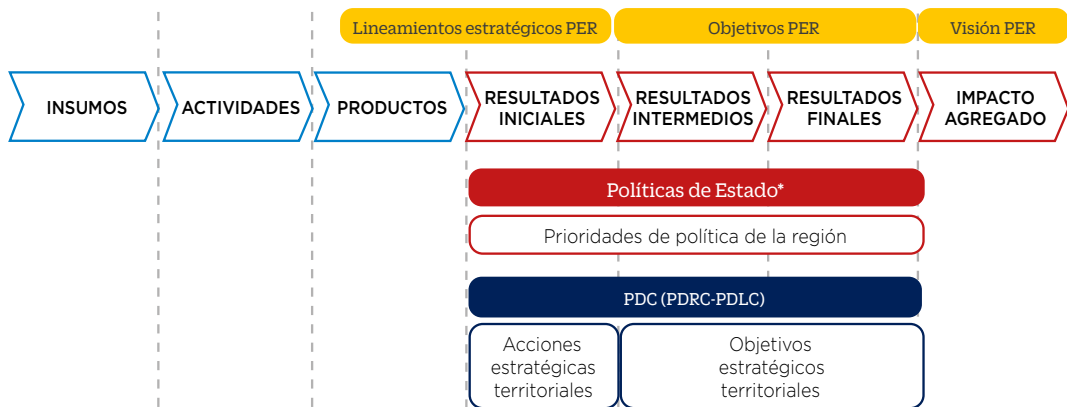 Lineamientos estratégicos PER
Objetivos PER
Visión PER
INSUMOS
ACTIVIDADES
PRODUCTOS
RESULTADOS
INICIALES
RESULTADOS
INTERMEDIOS
RESULTADOS
FINALES
IMPACTO
AGREGADO
Políticas de Estado*
Prioridades de política de la región
PDC (PDRC-PDLC)
Acciones
estratégicas
territoriales
Objetivos
estratégicos
territoriales